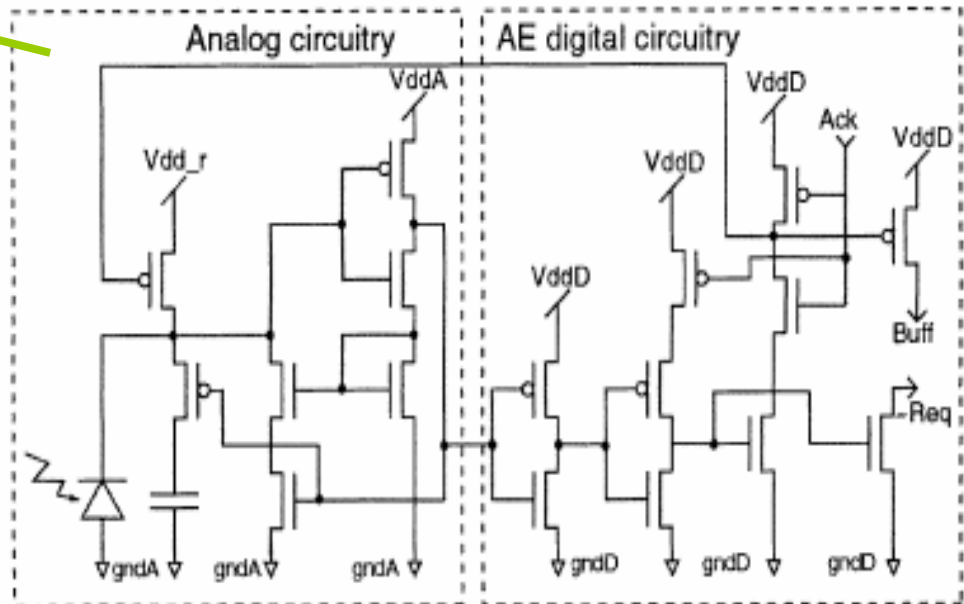 Analog circuitry
AE digital circuitry
VddA
VddD
Ack
VddD
Vdd_r
VddD
VddD
Buff
-Req
gndA
gndA
gndA
gndD
gndD
gndD